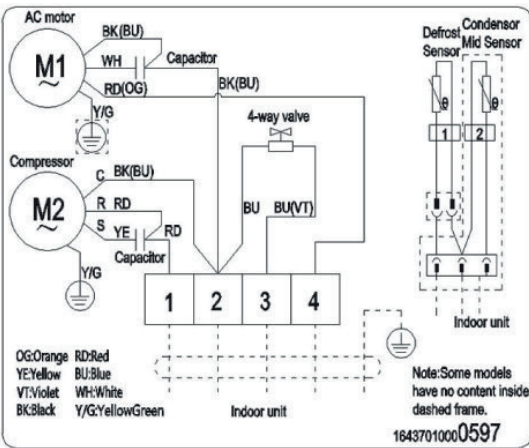 AC motor
M1
~
BK(BU)
WH
Capacitor
RD(OG)
BK(BU)
Y/G
4-way valve
BU
BU(VT)
Compressor
M2
~
C BK(BU)
R RD
S YE
RD
Capacitor
Y/G
1 2 3 4
Defrost
Sensor
Condensor
Mid Sensor
θ θ
1 2
Indoor unit
OG:Orange RD:Red
YE:Yellow BU:Blue
VT:Violet WH:White
BK:Black Y/G:YellowGreen
Indoor unit
Note:Some models
have no content inside
dashed frame.
16437010000597